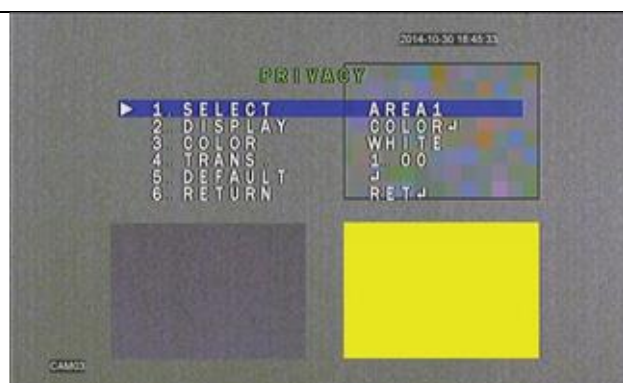 2014-10-30 16:45:33
PRIVACY
1. SELECT AREA1
2 DISPLAY COLOR↵
3 COLOR WHITE
4 TRANS. 1.00
5 DEFAULT ↵
6 RETURN RET↵
CAM03